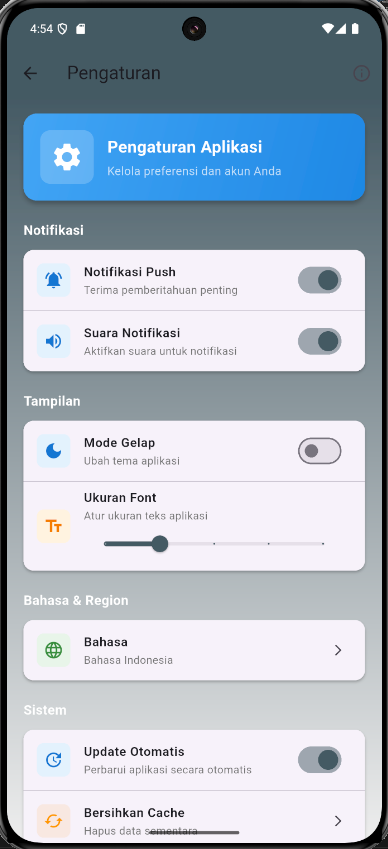 4:54
Pengaturan
Pengaturan Aplikasi
Kelola preferensi dan akun Anda
Notifikasi
Notifikasi Push
Terima pemberitahuan penting
Suara Notifikasi
Aktifkan suara untuk notifikasi
Tampilan
Mode Gelap
Ubah tema aplikasi
Ukuran Font
Atur ukuran teks aplikasi
TT
Bahasa & Region
Bahasa
Bahasa Indonesia
Sistem
Update Otomatis
Perbarui aplikasi secara otomatis
Bersihkan Cache
Hapus data sementara